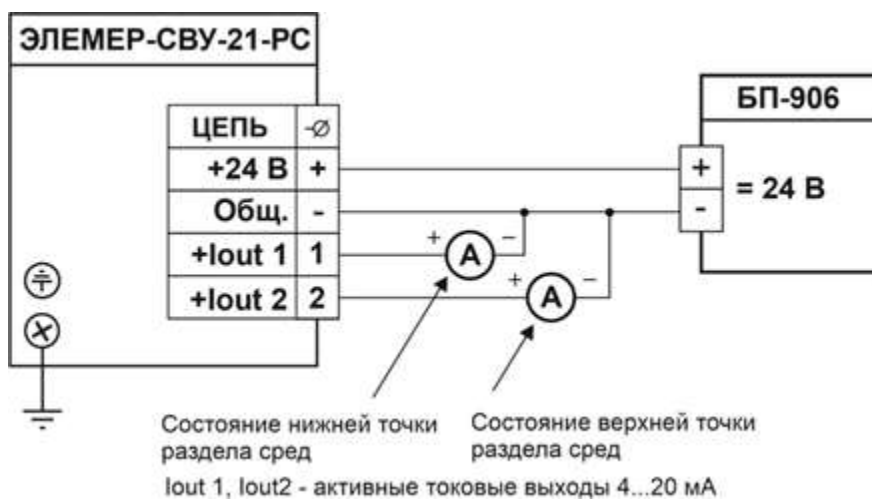 ЭЛЕМЕР-СВУ-21-РС
БП-906
ЦЕПЬ -Ø
+24 В +
+
= 24 В
Общ. -
-
+Iout 1 1
+ A –
+Iout 2 2
+ A –
Состояние нижней точки
раздела сред
Состояние верхней точки
раздела сред
Iout 1, Iout2 - активные токовые выходы 4...20 мА